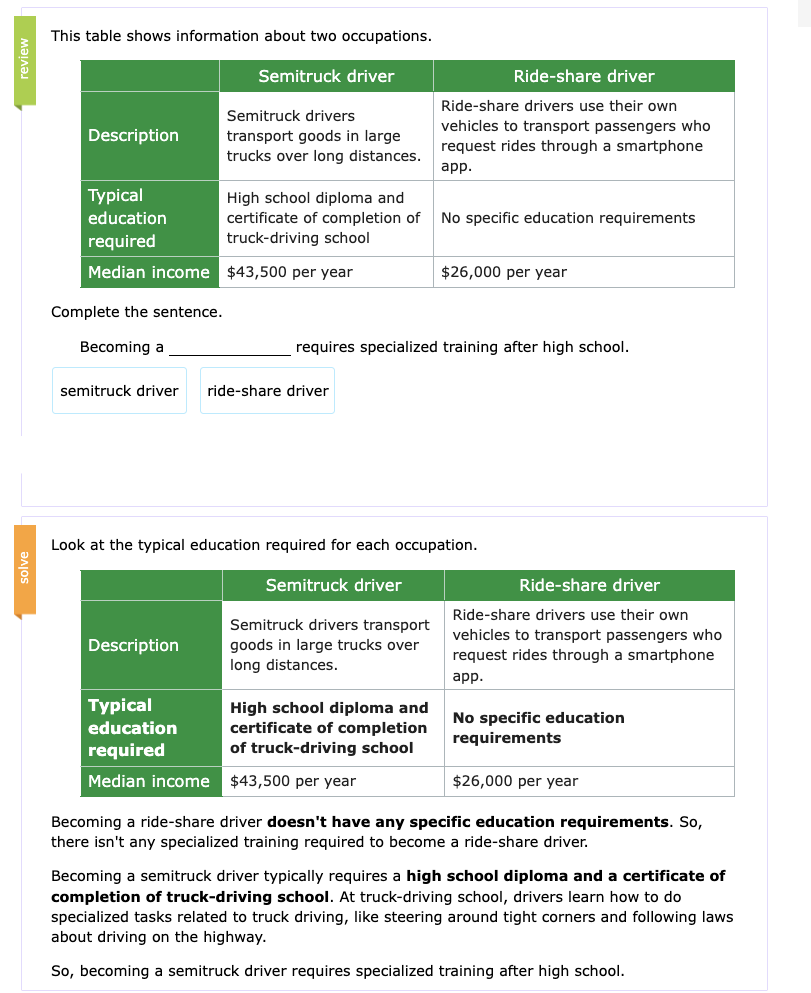 review
This table shows information about two occupations.
Semitruck driver
Ride-share driver
Description
Semitruck drivers
transport goods in large
trucks over long distances.
Ride-share drivers use their own
vehicles to transport passengers who
request rides through a smartphone
app.
Typical
education
required
High school diploma and
certificate of completion of
truck-driving school
No specific education requirements
Median income
$43,500 per year
$26,000 per year
Complete the sentence.
Becoming a ______________ requires specialized training after high school.
semitruck driver
ride-share driver
solve
Look at the typical education required for each occupation.
Semitruck driver
Ride-share driver
Description
Semitruck drivers transport
goods in large trucks over
long distances.
Ride-share drivers use their own
vehicles to transport passengers who
request rides through a smartphone
app.
Typical
education
required
High school diploma and
certificate of completion
of truck-driving school
No specific education
requirements
Median income
$43,500 per year
$26,000 per year
Becoming a ride-share driver doesn't have any specific education requirements. So,
there isn't any specialized training required to become a ride-share driver.
Becoming a semitruck driver typically requires a high school diploma and a certificate of
completion of truck-driving school. At truck-driving school, drivers learn how to do
specialized tasks related to truck driving, like steering around tight corners and following laws
about driving on the highway.
So, becoming a semitruck driver requires specialized training after high school.